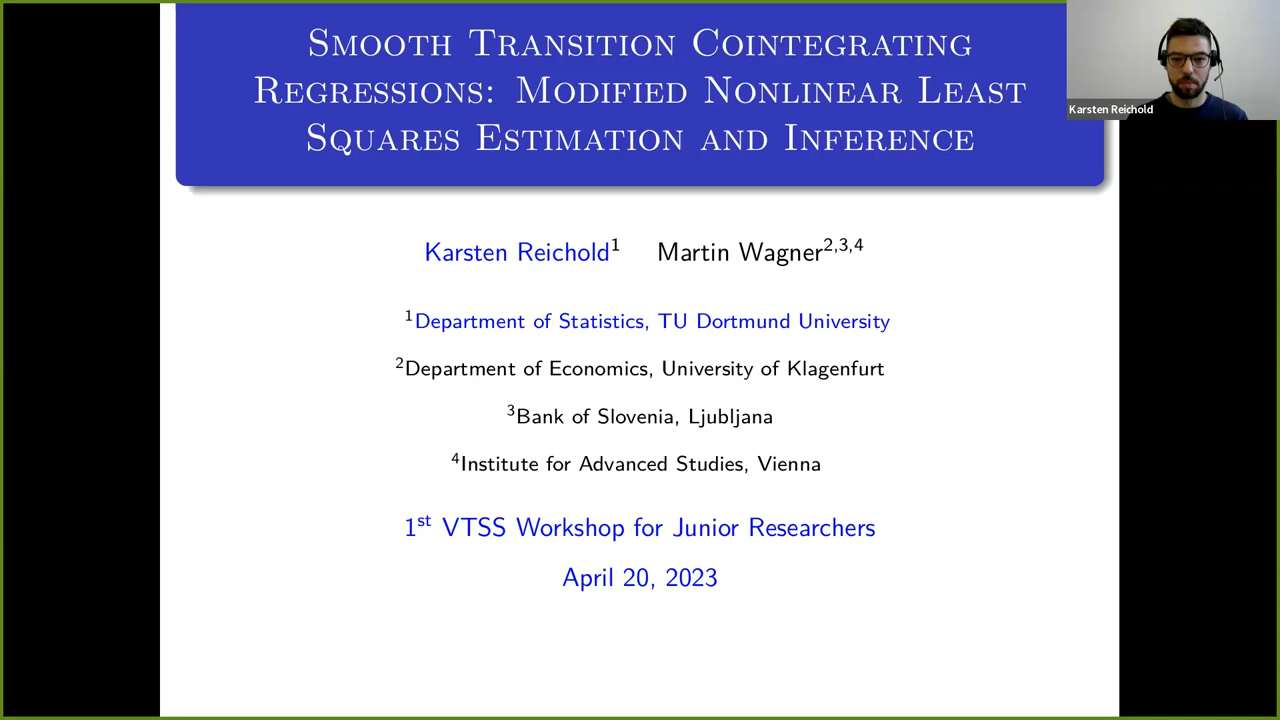 Smooth Transition Cointegrating
Regressions: Modified Nonlinear Least
Squares Estimation and Inference
Karsten Reichold
Karsten Reichold¹ Martin Wagner²,³,⁴
¹Department of Statistics, TU Dortmund University
²Department of Economics, University of Klagenfurt
³Bank of Slovenia, Ljubljana
⁴Institute for Advanced Studies, Vienna
1ˢᵗ VTSS Workshop for Junior Researchers
April 20, 2023